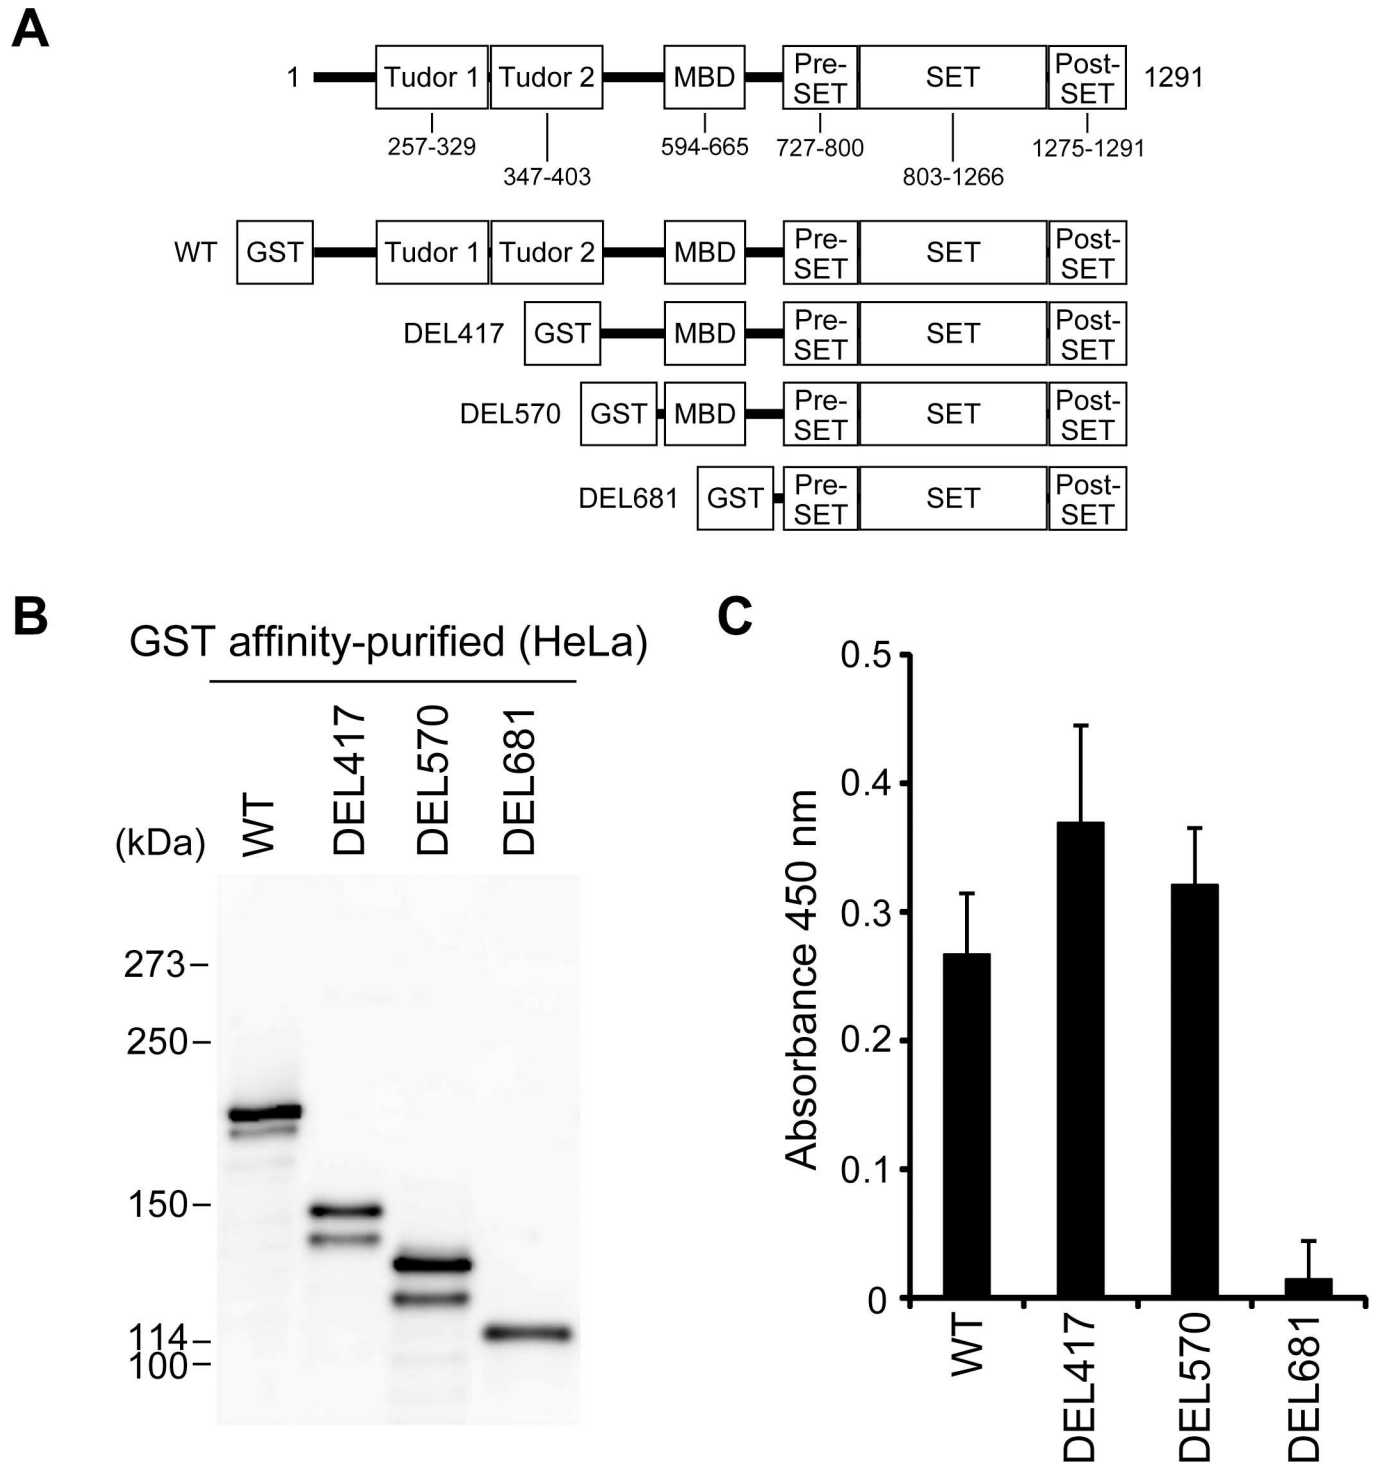 A
1 Tudor 1 Tudor 2 MBD Pre-SET SET Post-SET 1291
257-329 594-665 727-800 1275-1291
347-403 803-1266
WT GST Tudor 1 Tudor 2 MBD Pre-SET SET Post-SET
DEL417 GST MBD Pre-SET SET Post-SET
DEL570 GST MBD Pre-SET SET Post-SET
DEL681 GST Pre-SET SET Post-SET
B
GST affinity-purified (HeLa)
(kDa) WT DEL417 DEL570 DEL681
273
250
150
114
100
C
Absorbance 450 nm
0.5
0.4
0.3
0.2
0.1
0
WT DEL417 DEL570 DEL681